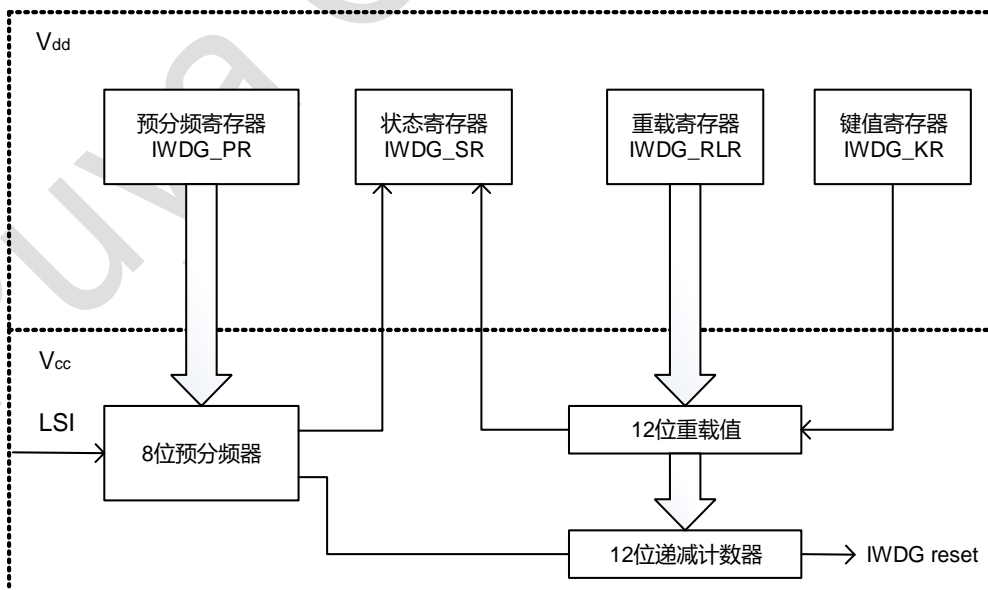 Vdd
预分频寄存器
IWDG_PR
状态寄存器
IWDG_SR
重载寄存器
IWDG_RLR
键值寄存器
IWDG_KR
Vcc
LSI
8位预分频器
12位重载值
12位递减计数器
IWDG reset